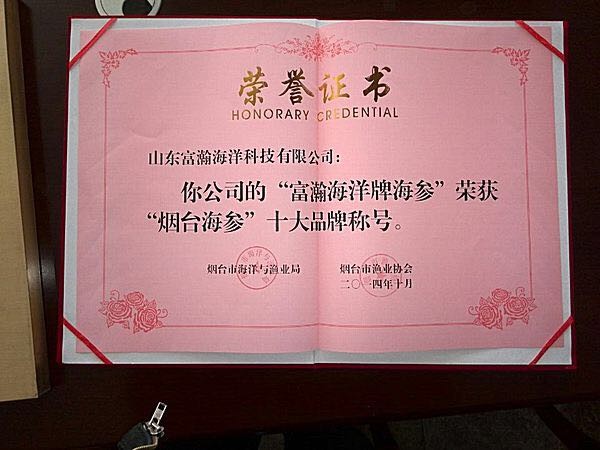 荣誉证书
HONORARY CREDENTIAL
山东富瀚海洋科技有限公司：
你公司的“富瀚海洋牌海参”荣获
“烟台海参”十大品牌称号。
烟台市海洋与渔业局 烟台市渔业协会
二〇一四年十月